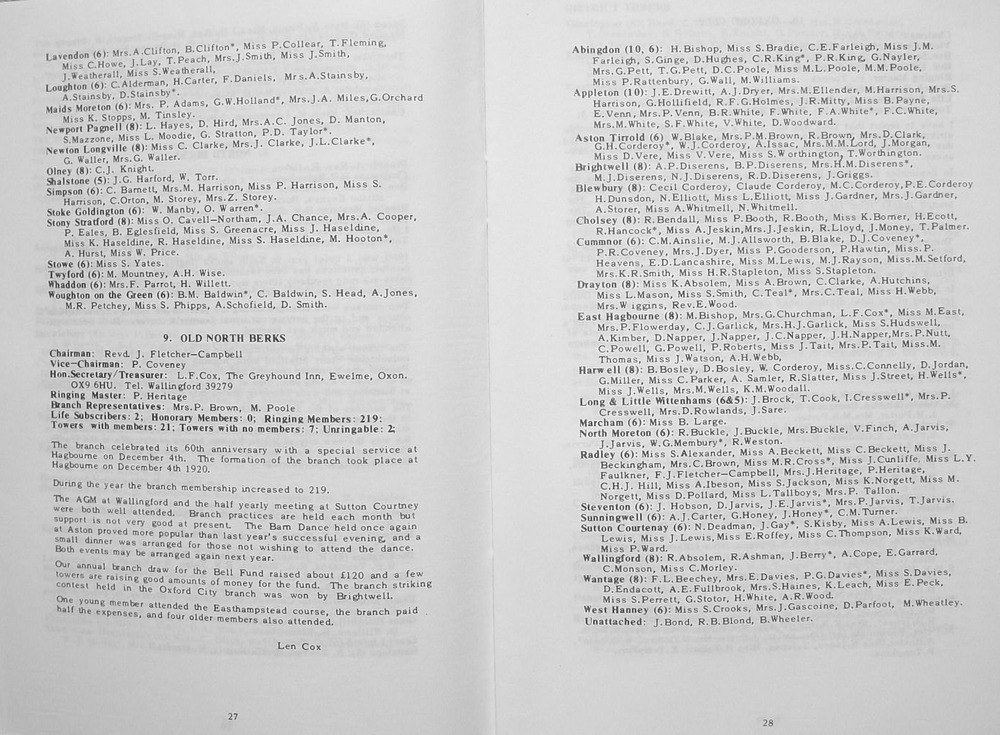 Lavendon (6): Mrs.A.Clifton, B.Clifton*, Miss P.Collear, T.Fleming,
Miss C.Howe, J.Lay, T.Peach, Mrs.J.Smith, Miss J.Smith,
J.Weatherall, Miss S.Weatherall,
Loughton (6): C.Alderman, H.Carter, F.Daniels, Mrs.A.Stainsby,
A.Stainsby, D.Stainsby*.
Maids Moreton (6): Mrs. P. Adams, G.W.Holland*, Mrs.J.A. Miles,G.Orchard
Miss K. Stopps, M. Tinsley.
Newport Pagnell (8): L. Hayes, D. Hird, Mrs.A.C. Jones, D. Manton,
S.Mazzone, Miss L. Moodie, G. Stratton, P.D. Taylor*.
Newton Longville (8): Miss C. Clarke, Mrs.J. Clarke, J.L.Clarke*,
G. Waller, Mrs.G. Waller.
Olney (8): C.J. Knight.
Shalstone (5): J.G. Harford, W. Torr.
Simpson (6): C. Barnett, Mrs.M. Harrison, Miss P. Harrison, Miss S.
Harrison, C.Orton, M. Storey, Mrs.Z. Storey.
Stoke Goldington (6): W. Manby, O. Warren*.
Stony Stratford (8): Miss O. Cavell—Northam, J.A. Chance, Mrs.A. Cooper,
P. Eales, B. Eglesfield, Miss S. Greenacre, Miss J. Haseldine,
Miss K. Haseldine, R. Haseldine, Miss S. Haseldine, M. Hooton*,
A. Hurst, Miss W. Price.
Stowe (6): Miss S. Yates.
Twyford (6): M. Mountney, A.H. Wise.
Whaddon (6): Mrs.F. Parrot, H. Willett.
Woughton on the Green (6): B.M. Baldwin*, C. Baldwin, S. Head, A.Jones,
M.R. Petchey, Miss S. Phipps, A.Schofield, D. Smith.
9. OLD NORTH BERKS
Chairman: Revd. J. Fletcher—Campbell
Vice—Chairman: P. Coveney
Hon.Secretary/Treasurer: L.F.Cox, The Greyhound Inn, Ewelme, Oxon.
OX9 6HU. Tel. Wallingford 39279
Ringing Master: P. Heritage
Branch Representatives: Mrs.P. Brown, M. Poole
Life Subscribers: 2; Honorary Members: 0; Ringing Members: 219;
Towers with members: 21; Towers with no members: 7; Unringable: 2;
The branch celebrated its 60th anniversary with a special service at
Hagbourne on December 4th. The formation of the branch took place at
Hagbourne on December 4th 1920.
During the year the branch membership increased to 219.
The AGM at Wallingford and the half yearly meeting at Sutton Courtney
were both well attended. Branch practices are held each month but
support is not very good at present. The Barn Dance held once again
at Aston proved more popular than last year's successful evening, and a
small dinner was arranged for those not wishing to attend the dance.
Both events may be arranged again next year.
Our annual branch draw for the Bell Fund raised about £120 and a few
towers are raising good amounts of money for the fund. The branch striking
contest held in the Oxford City branch was won by Brightwell.
One young member attended the Easthampstead course, the branch paid
half the expenses, and four older members also attended.
Len Cox
27
Abingdon (10, 6): H.Bishop, Miss S.Bradie, C.E.Farleigh, Miss J.M.
Farleigh, S.Ginge, D.Hughes, C.R.King*, P.R.King, G.Nayler,
Mrs.G.Pett, T.G.Pett, D.C.Poole, Miss M.L.Poole, M.M.Poole,
Miss P.Rattenbury, G.Wall, M.Williams.
Appleton (10): J.E.Drewitt, A.J.Dryer, Mrs.M.Ellender, M.Harrison, Mrs.S.
Harrison, G.Hollifield, R.F.G.Holmes, J.R.Mitty, Miss B.Payne,
E.Venn, Mrs.P.Venn, B.R.White, F.White, F.A.White*, F.C.White,
Mrs.M.White, S.F.White, V.White, D.Woodward.
Aston Tirrold (6) W.Blake, Mrs.P.M.Brown, R.Brown, Mrs.D.Clark,
G.H.Corderoy*, W.J.Corderoy, A.Issac, Mrs.M.M.Lord, J.Morgan,
Miss D.Vere, Miss V.Vere, Miss S.Worthington, T.Worthington.
Brightwell (8): A.P.Diserens, B.P.Diserens, Mrs.H.M.Diserens*,
M.J.Diserens, N.J.Diserens, R.D.Diserens, J.Griggs.
Blewbury (8): Cecil Corderoy, Claude Corderoy, M.C.Corderoy,P.E.Corderoy
H.Dunsdon, N.Elliott, Miss L.Elliott, Miss J.Gardner, Mrs.J.Gardner,
A.Storer, Miss A.Whitmell, N.Whitmell.
Cholsey (8): R.Bendall, Miss P.Booth, R.Booth, Miss K.Borner, H.Ecott,
R.Hancock*, Miss A.Jeskin,Mrs.J.Jeskin, R.Lloyd, J.Money, T.Palmer.
Cummnor (6): C.M.Ainslie, M.J.Allsworth, B.Blake, D.J.Coveney*,
P.R.Coveney, Mrs.J.Dyer, Miss P.Gooderson, P.Hawtin, Miss.P.
Heavens, E.D.Lancashire, Miss M.Lewis, M.J.Rayson, Miss.M.Setford,
Mrs.K.R.Smith, Miss H.R.Stapleton, Miss S.Stapleton.
Drayton (8): Miss K.Absolem, Miss A.Brown, C.Clarke, A.Hutchins,
Miss L.Mason, Miss S.Smith, C.Teal*, Mrs.C.Teal, Miss H.Webb,
Mrs.W iggins, Rev.E.Wood.
East Hagbourne (8): M.Bishop, Mrs.G.Churchman, L.F.Cox*, Miss M.East,
Mrs.P.Flowerday, C.J.Garlick, Mrs.H.J.Garlick, Miss S.Hudswell,
A.Kimber, D.Napper, J.Napper, J.C.Napper, J.H.Napper,Mrs.P.Nutt,
C.Powell, G.Powell, P.Roberts, Miss J.Tait, Mrs.P.Tait, Miss.M.
Thomas, Miss J.Watson, A.H.Webb,
Harwell (8): B.Bosley, D.Bosley, W. Corderoy, Miss.C.Connelly, D.Jordan,
G.Miller, Miss C.Parker, A. Samler, R.Slatter, Miss J.Street, H.Wells*,
Miss J.Wells, Mrs.M.Wells, K.M.Woodall.
Long & Little Wittenhams (6&5): J.Brock, T.Cook, I.Cresswell*, Mrs.P.
Cresswell, Mrs.D.Rowlands, J.Sare.
Marcham (6): Miss B. Large.
North Moreton (6): R.Buckle, J.Buckle, Mrs.Buckle, V.Finch, A.Jarvis,
J.Jarvis, W.G.Membury*, R.Weston.
Radley (6): Miss S.Alexander, Miss A.Beckett, Miss C.Beckett, Miss J.
Beckingham, Mrs.C.Brown, Miss M.R.Cross*, Miss J.Cunliffe, Miss L.Y.
Faulkner, F.J.Fletcher—Campbell, Mrs.J.Heritage, P.Heritage,
C.H.J. Hill, Miss A.Ibeson, Miss S.Jackson, Miss K.Norgett, Miss M.
Norgett, Miss D.Pollard, Miss L.Tallboys, Mrs.P. Tallon.
Steventon (6): J. Hobson, D.Jarvis, J.E.Jarvis*, Mrs.P.Jarvis, T.Jarvis.
Sunningwell (6): A.J.Carter, G.Honey, J.Honey*, C.M.Turner.
Sutton Courtenay (6): N.Deadman, J.Gay*, S.Kisby, Miss A.Lewis, Miss B.
Lewis, Miss J.Lewis,Miss E.Roffey, Miss C.Thompson, Miss K.Ward,
Miss P.Ward.
Wallingford (8): R.Absolem, R.Ashman, J.Berry*, A.Cope, E.Garrard,
C.Monson, Miss C.Morley.
Wantage (8): F.L.Beechey, Mrs.E.Davies, P.G.Davies*, Miss S.Davies,
D.Endacott, A.E.Fullbrook, Mrs.S.Haines, K.Leach, Miss E.Peck,
Miss S.Perrett, G.Stotor, H.White, A.R.Wood.
West Hanney (6): Miss S.Crooks, Mrs.J.Gascoine, D.Parfoot, M.Wheatley.
Unattached: J.Bond, R.B.Blond, B.Wheeler.
28